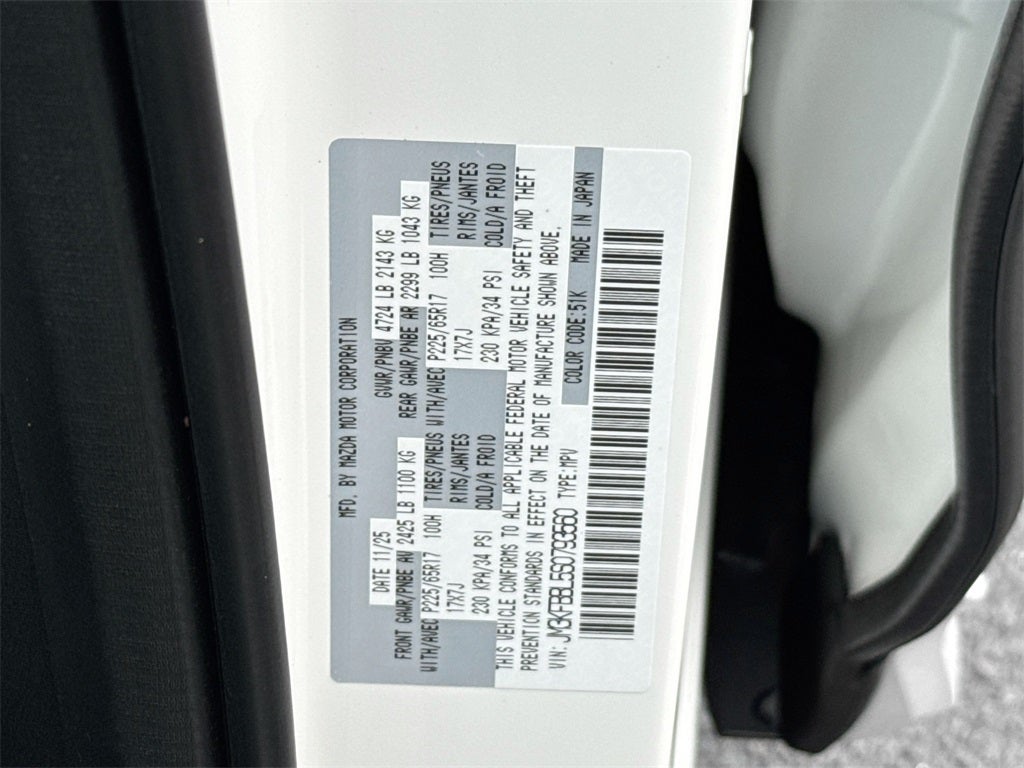 MFD. BY MAZDA MOTOR CORPORATION
DATE 11/25 GVWR/PNBV 4724 LB 2143 KG
FRONT GAWR/PNBE AV 2425 LB 1100 KG REAR GAWR/PNBE AR 2299 LB 1043 KG
WITH/AVEC P225/65R17 100H TIRES/PNEUS WITH/AVEC P225/65R17 100H TIRES/PNEUS
17X7J RIMS/JANTES 17X7J RIMS/JANTES
230 KPA/34 PSI COLD/A FROID 230 KPA/34 PSI COLD/A FROID
THIS VEHICLE CONFORMS TO ALL APPLICABLE FEDERAL MOTOR VEHICLE SAFETY AND THEFT
PREVENTION STANDARDS IN EFFECT ON THE DATE OF MANUFACTURE SHOWN ABOVE.
VIN: JM3KFBBL5S0793560 TYPE:MPV COLOR CODE:51K MADE IN JAPAN